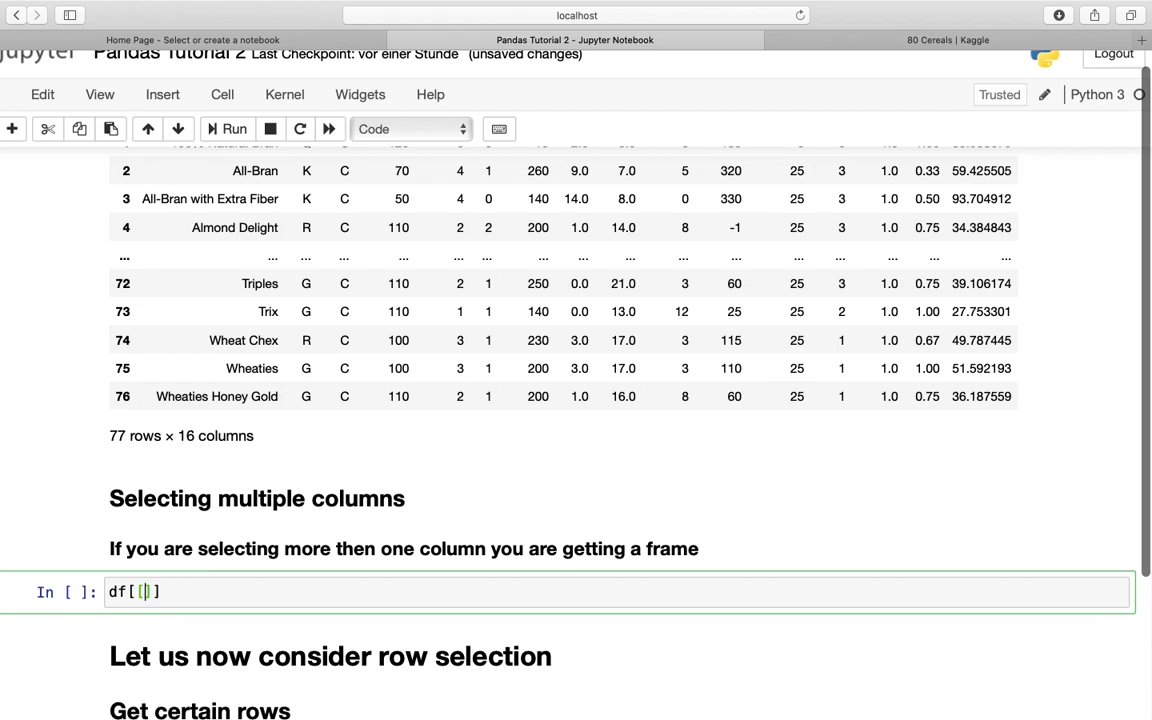 localhost
Home Page - Select or create a notebook Pandas Tutorial 2 - Jupyter Notebook 80 Cereals | Kaggle +
Jupyter Pandas Tutorial 2 Last Checkpoint: vor einer Stunde (unsaved changes) Logout
Edit View Insert Cell Kernel Widgets Help Trusted Python 3
Run Code
2 All-Bran K C 70 4 1 260 9.0 7.0 5 320 25 3 1.0 0.33 59.425505
3 All-Bran with Extra Fiber K C 50 4 0 140 14.0 8.0 0 330 25 3 1.0 0.50 93.704912
4 Almond Delight R C 110 2 2 200 1.0 14.0 8 -1 25 3 1.0 0.75 34.384843
... ... ... ... ... ... ... ... ... ... ... ... ... ... ... ... ...
72 Triples G C 110 2 1 250 0.0 21.0 3 60 25 3 1.0 0.75 39.106174
73 Trix G C 110 1 1 140 0.0 13.0 12 25 25 2 1.0 1.00 27.753301
74 Wheat Chex R C 100 3 1 230 3.0 17.0 3 115 25 1 1.0 0.67 49.787445
75 Wheaties G C 100 3 1 200 3.0 17.0 3 110 25 1 1.0 1.00 51.592193
76 Wheaties Honey Gold G C 110 2 1 200 1.0 16.0 8 60 25 1 1.0 0.75 36.187559
77 rows × 16 columns
Selecting multiple columns
If you are selecting more then one column you are getting a frame
In [ ]: df[[]]
Let us now consider row selection
Get certain rows